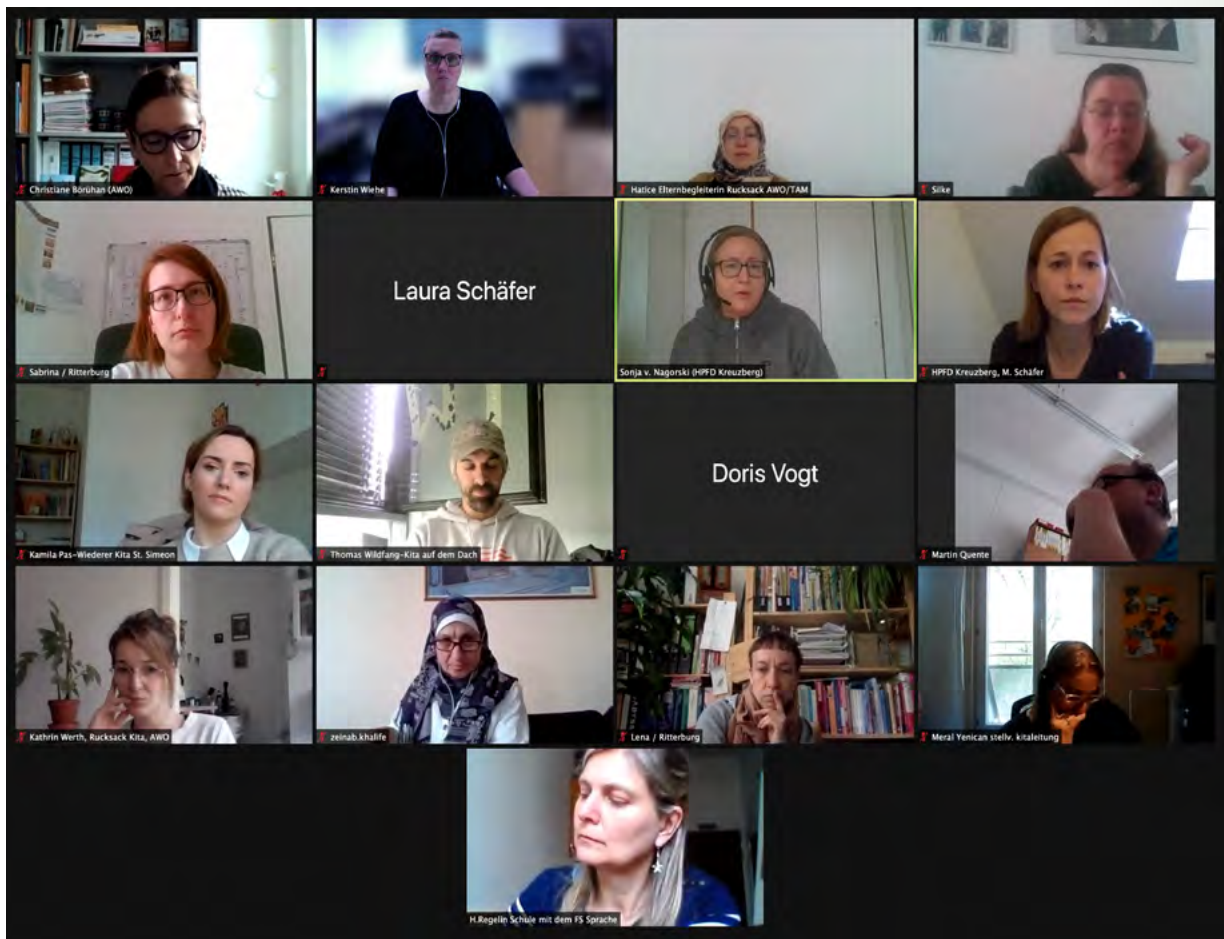 Christiane Börühan (AWO)
Kerstin Wiehe
Hatice Elternbegleiterin Rucksack AWO/TAM
Silke
Sabrina / Ritterburg
Laura Schäfer
Sonja v. Nagorski (HPFD Kreuzberg)
HPFD Kreuzberg, M. Schäfer
Kamila Pas-Wiederer Kita St. Simeon
Thomas Wildfang-Kita auf dem Dach
Doris Vogt
Martin Quente
Kathrin Werth, Rucksack Kita, AWO
zeinab.khalife
Lena / Ritterburg
Meral Yenican stellv. kitaleitung
H.Regelin Schule mit dem FS Sprache